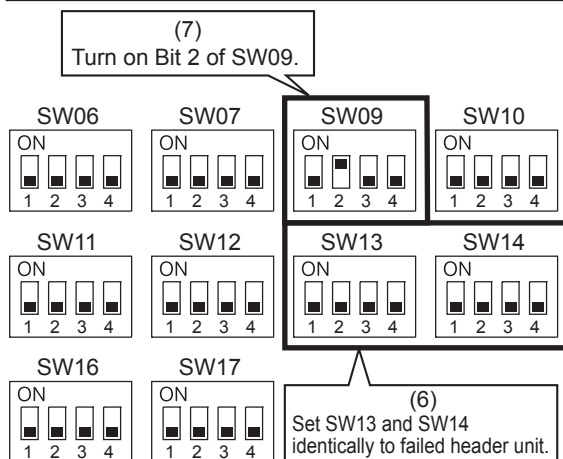 (7)
Turn on Bit 2 of SW09.
SW06 SW07 SW09 SW10
ON ON ON ON
1 2 3 4 1 2 3 4 1 2 3 4 1 2 3 4
SW11 SW12 SW13 SW14
ON ON ON ON
1 2 3 4 1 2 3 4 1 2 3 4 1 2 3 4
SW16 SW17
ON ON
1 2 3 4 1 2 3 4
(6)
Set SW13 and SW14
identically to failed header unit.